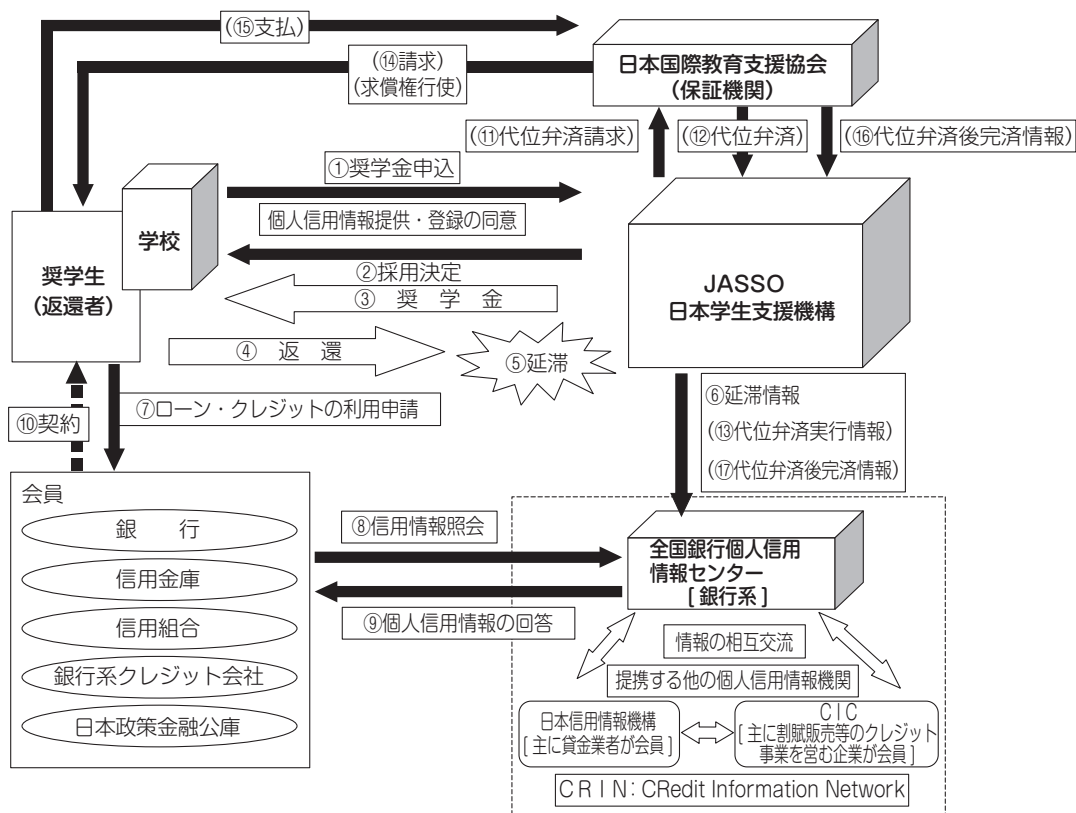 (⑮支払)
(⑭請求)
(求償権行使)
日本国際教育支援協会
(保証機関)
(⑪代位弁済請求)
(⑫代位弁済)
(⑯代位弁済後完済情報)
①奨学金申込
個人信用情報提供・登録の同意
学校
奨学生
(返還者)
②採用決定
③ 奨 学 金
JASSO
日本学生支援機構
④ 返 還
⑤延滞
⑥延滞情報
(⑬代位弁済実行情報)
(⑰代位弁済後完済情報)
⑦ローン・クレジットの利用申請
⑩契約
会員
銀 行
信用金庫
信用組合
銀行系クレジット会社
日本政策金融公庫
⑧信用情報照会
⑨個人信用情報の回答
全国銀行個人信用
情報センター
[ 銀行系 ]
情報の相互交流
提携する他の個人信用情報機関
日本信用情報機構
[ 主に貸金業者が会員 ]
C I C
[ 主に割賦販売等のクレジット
事業を営む企業が会員 ]
C R I N : CRedit Information Network